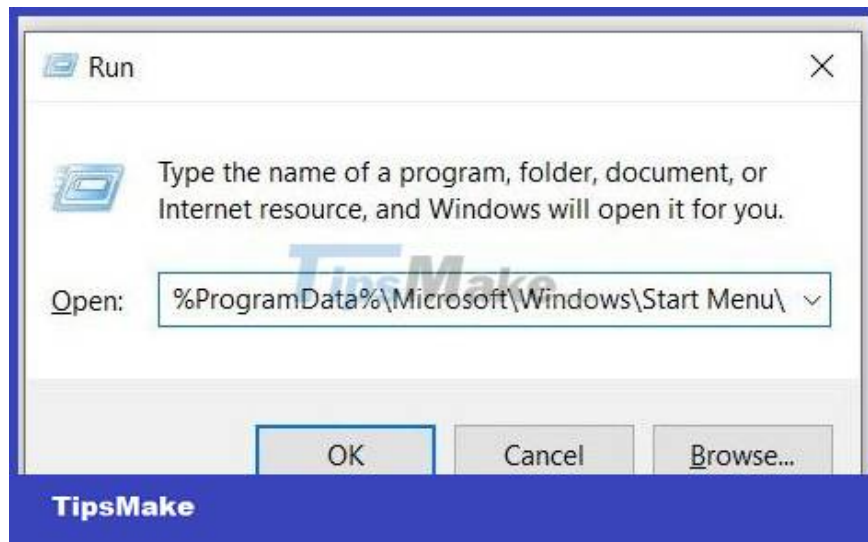 Run
Type the name of a program, folder, document, or
Internet resource, and Windows will open it for you.
TipsMake
Open: %ProgramData%\Microsoft\Windows\Start Menu\
OK Cancel Browse...
TipsMake